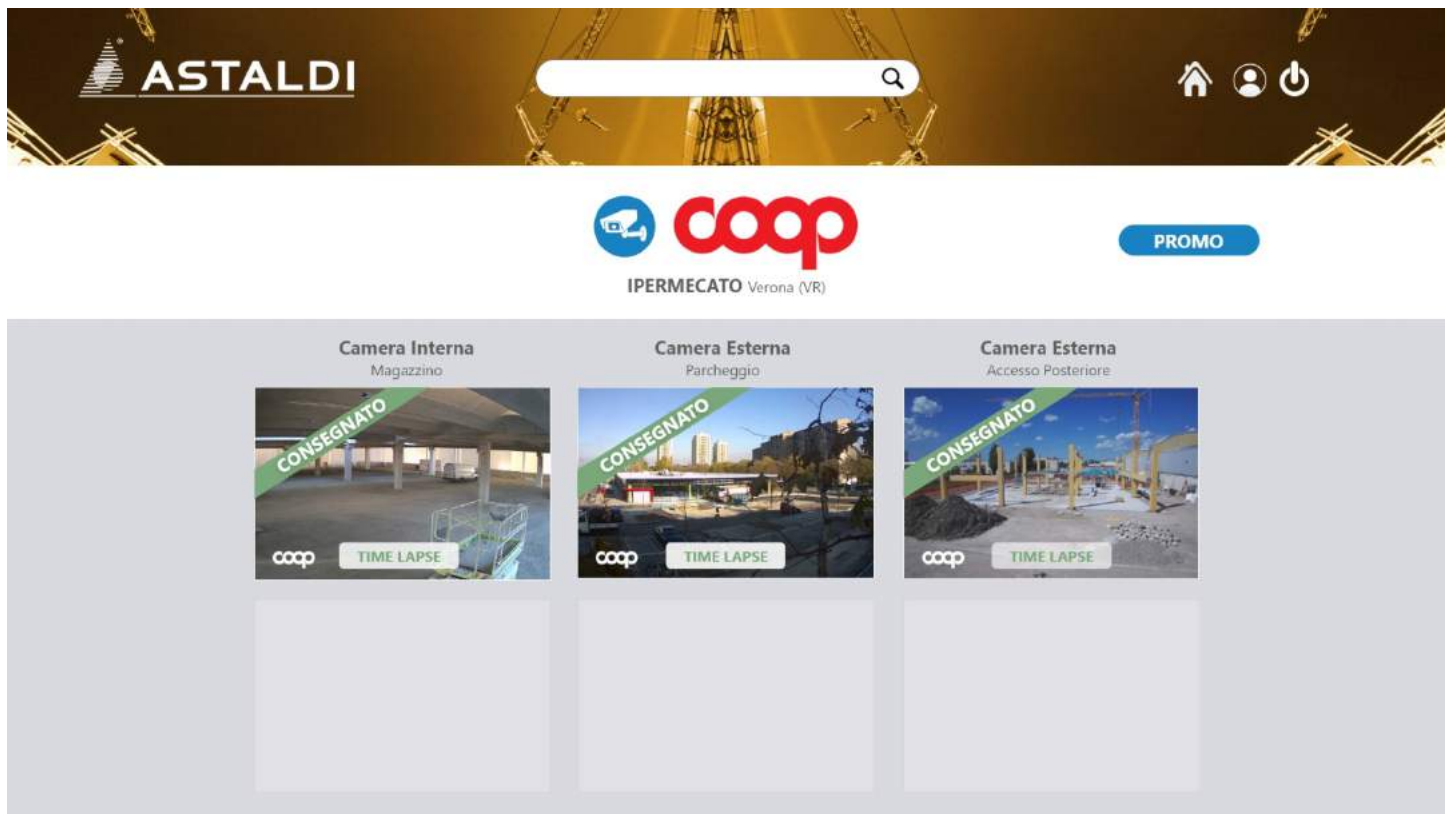 ASTALDI
coop
PROMO
IPERMECATO Verona (VR)
Camera Interna
Magazzino
Camera Esterna
Parcheggio
Camera Esterna
Accesso Posteriore
CONSEGNATO
coop
TIME LAPSE
CONSEGNATO
coop
TIME LAPSE
CONSEGNATO
coop
TIME LAPSE